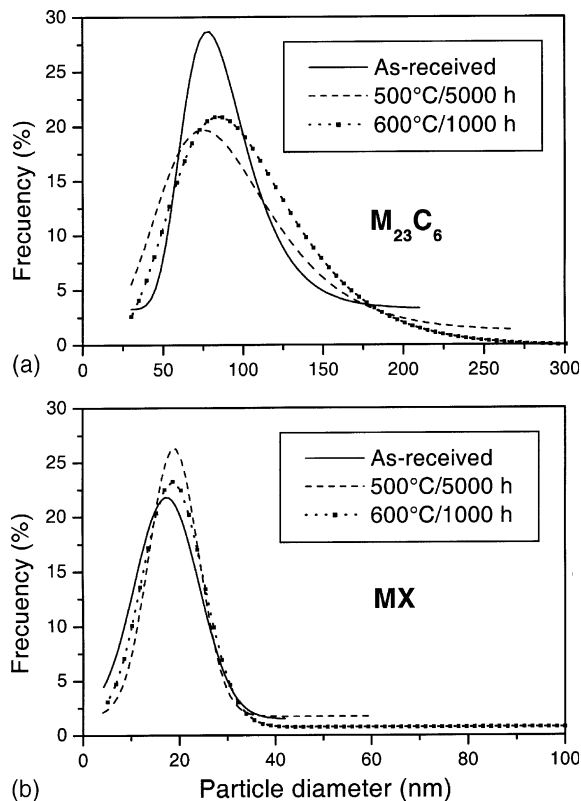 30
25
20
15
10
5
0
Frecuency (%)
As-received
500°C/5000 h
600°C/1000 h
M23C6
0 50 100 150 200 250 300
(a)
30
25
20
15
10
5
0
Frecuency (%)
As-received
500°C/5000 h
600°C/1000 h
MX
0 20 40 60 80 100
(b) Particle diameter (nm)